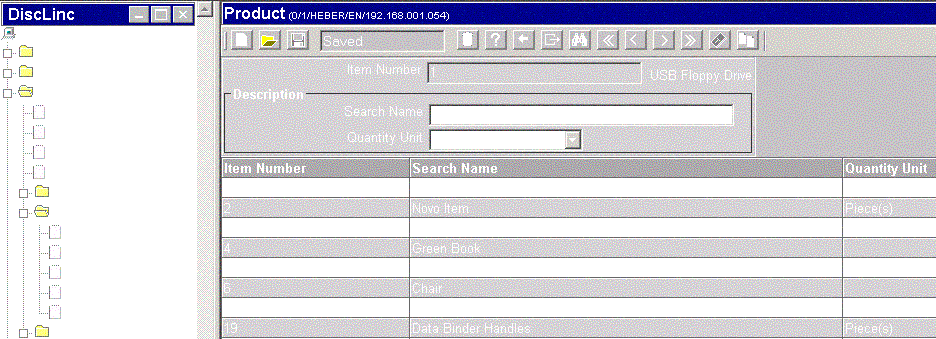 DiscLinc
Product (0/1/HEBER/EN/192.168.001.054)
Saved
Item Number
USB Floppy Drive
Description
Search Name
Quantity Unit
Item Number Search Name Quantity Unit
2 Novo Item Piece(s)
4 Green Book
6 Chair
19 Data Binder Handles Piece(s)